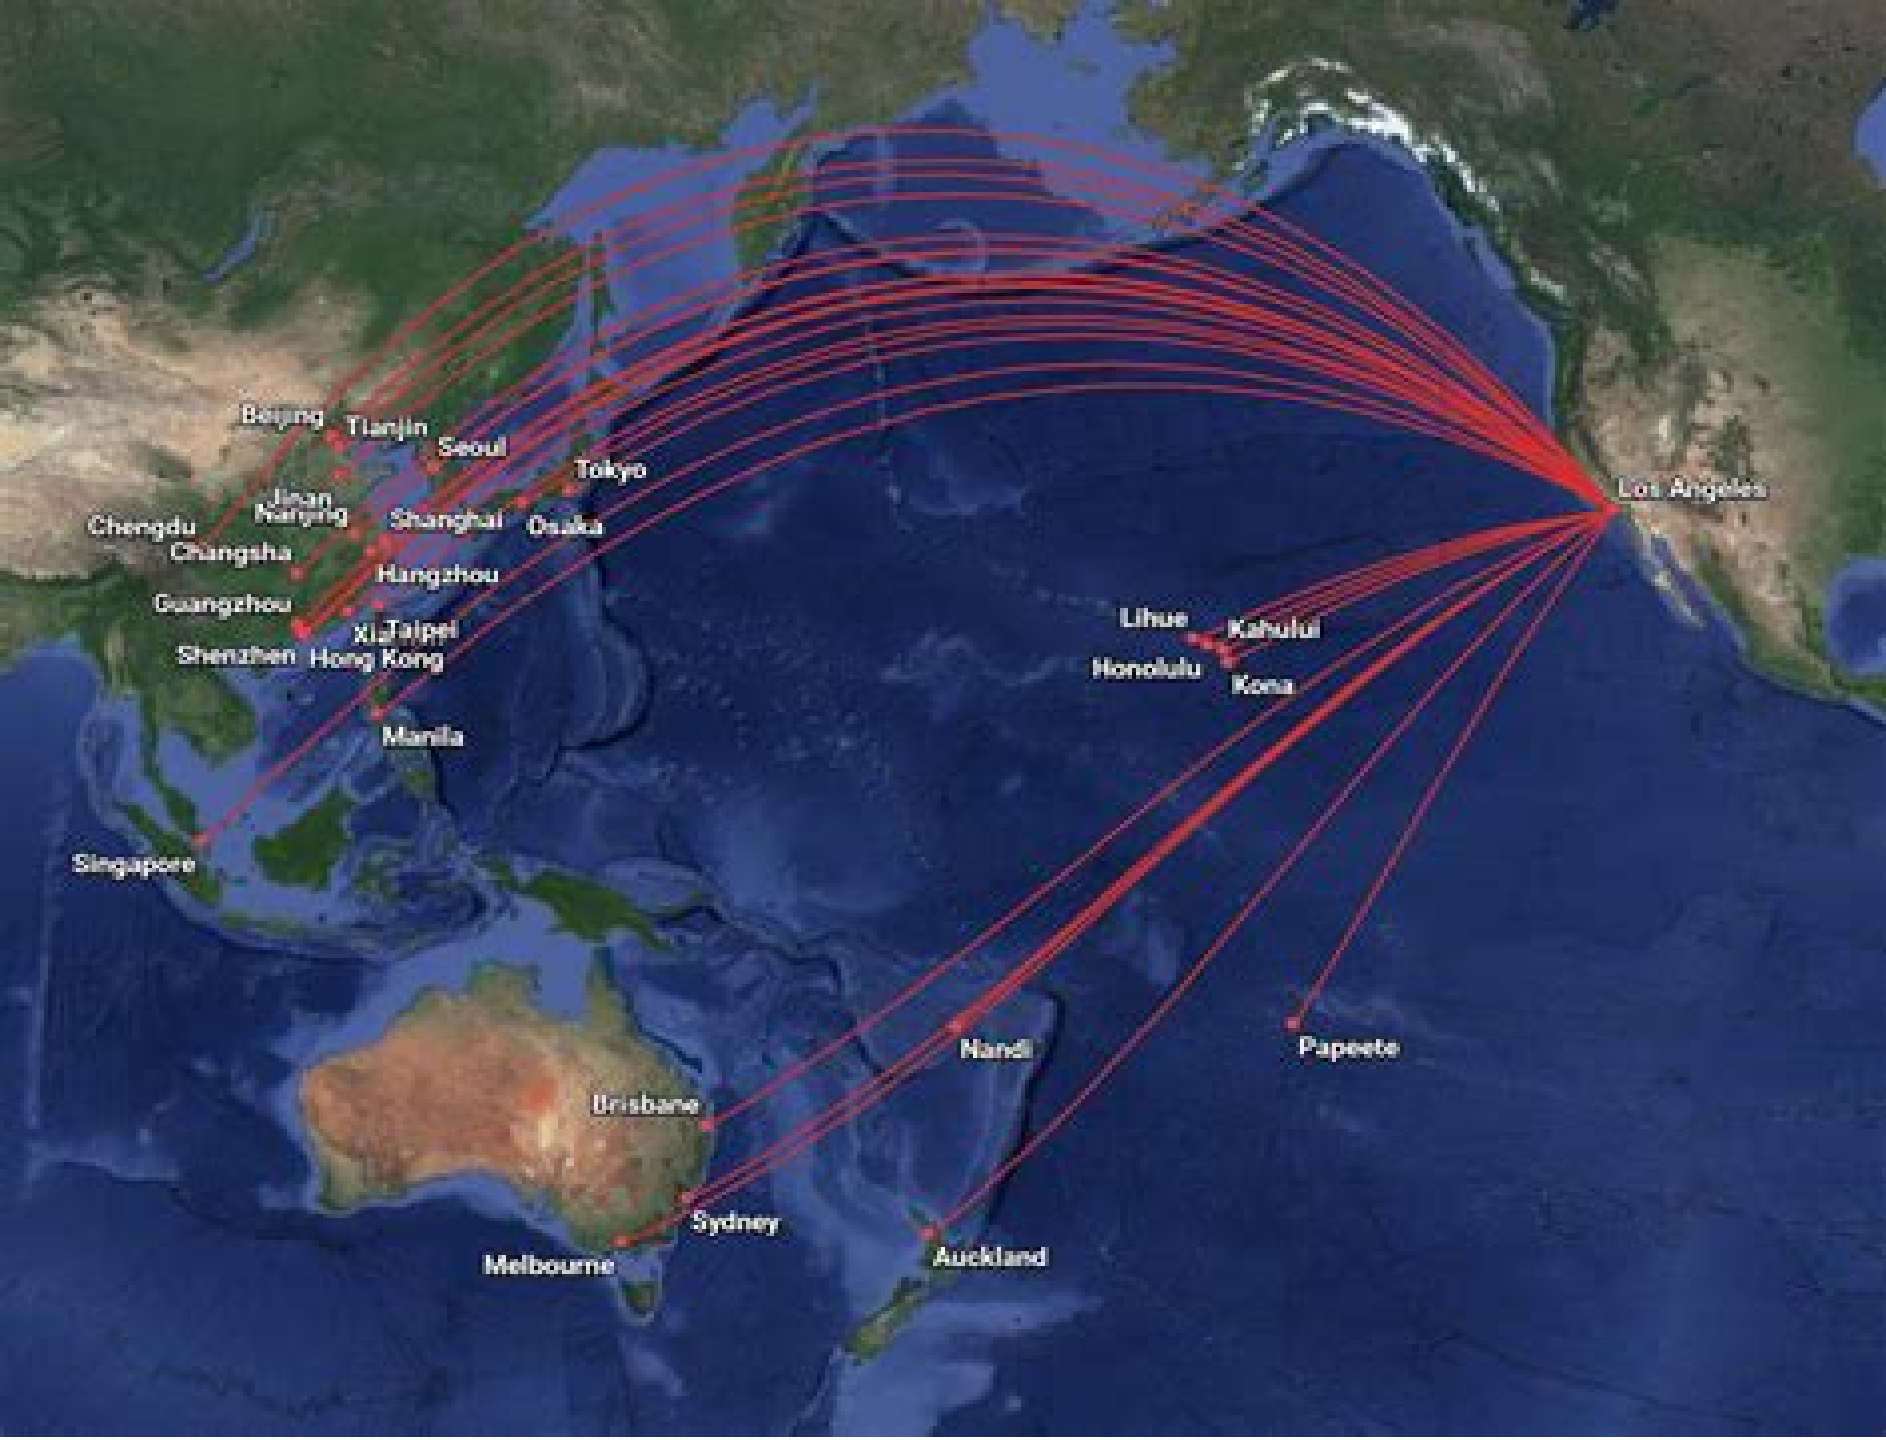 Beijing
Tianjin
Seoul
Tokyo
Los Angeles
Jinan
Nanjing
Shanghai
Osaka
Chengdu
Changsha
Hangzhou
Guangzhou
Taipei
Shenzhen
Hong Kong
Lihue
Kahului
Honolulu
Kona
Manila
Singapore
Nandi
Papeete
Brisbane
Sydney
Melbourne
Auckland